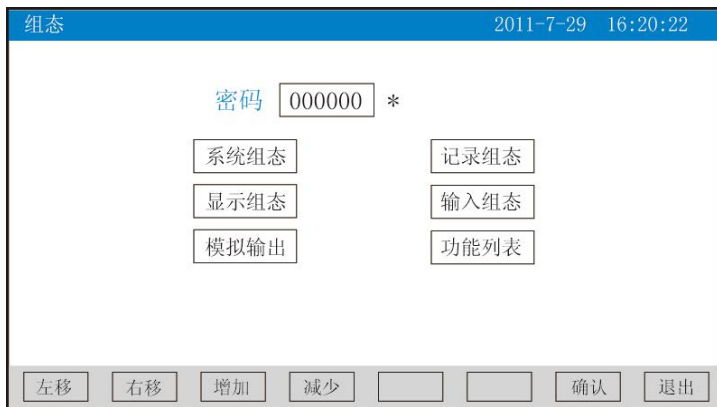 组态 2011-7-29 16:20:22
密码 000000 *
系统组态 记录组态
显示组态 输入组态
模拟输出 功能列表
左移 右移 增加 减少 确认 退出